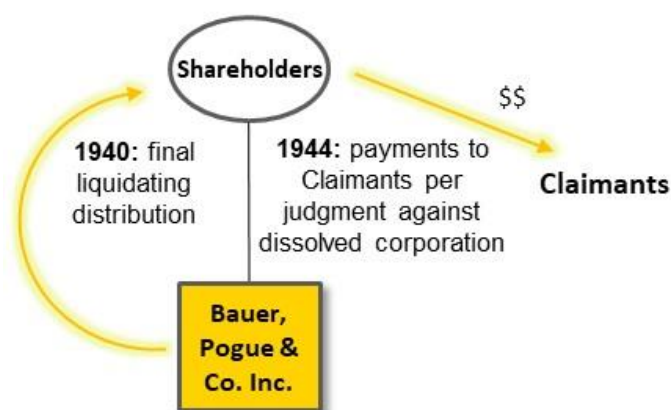 Shareholders
$$
1940: final
liquidating
distribution
1944: payments to
Claimants per
judgment against
dissolved corporation
Claimants
Bauer,
Pogue &
Co. Inc.